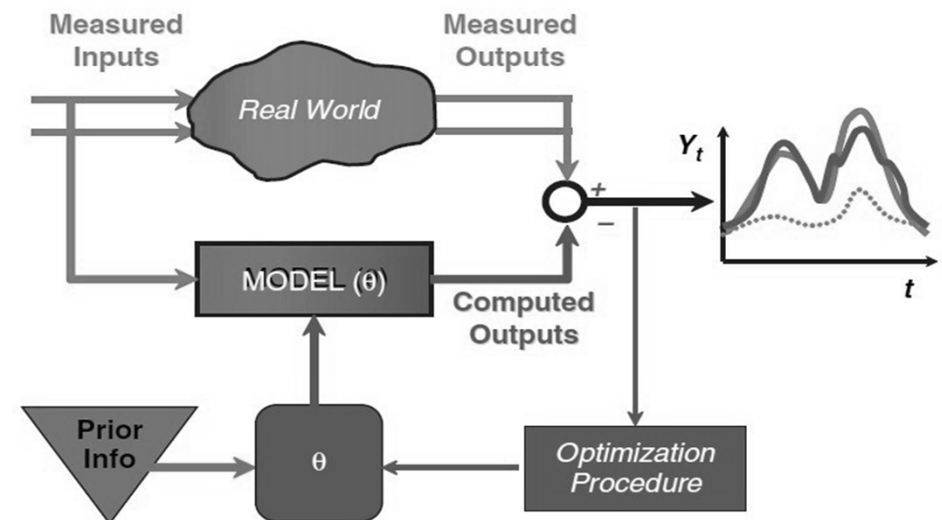 Measured
Inputs
Measured
Outputs
Real World
Yt
+
−
MODEL (θ)
Computed
Outputs
t
Prior
Info
θ
Optimization
Procedure